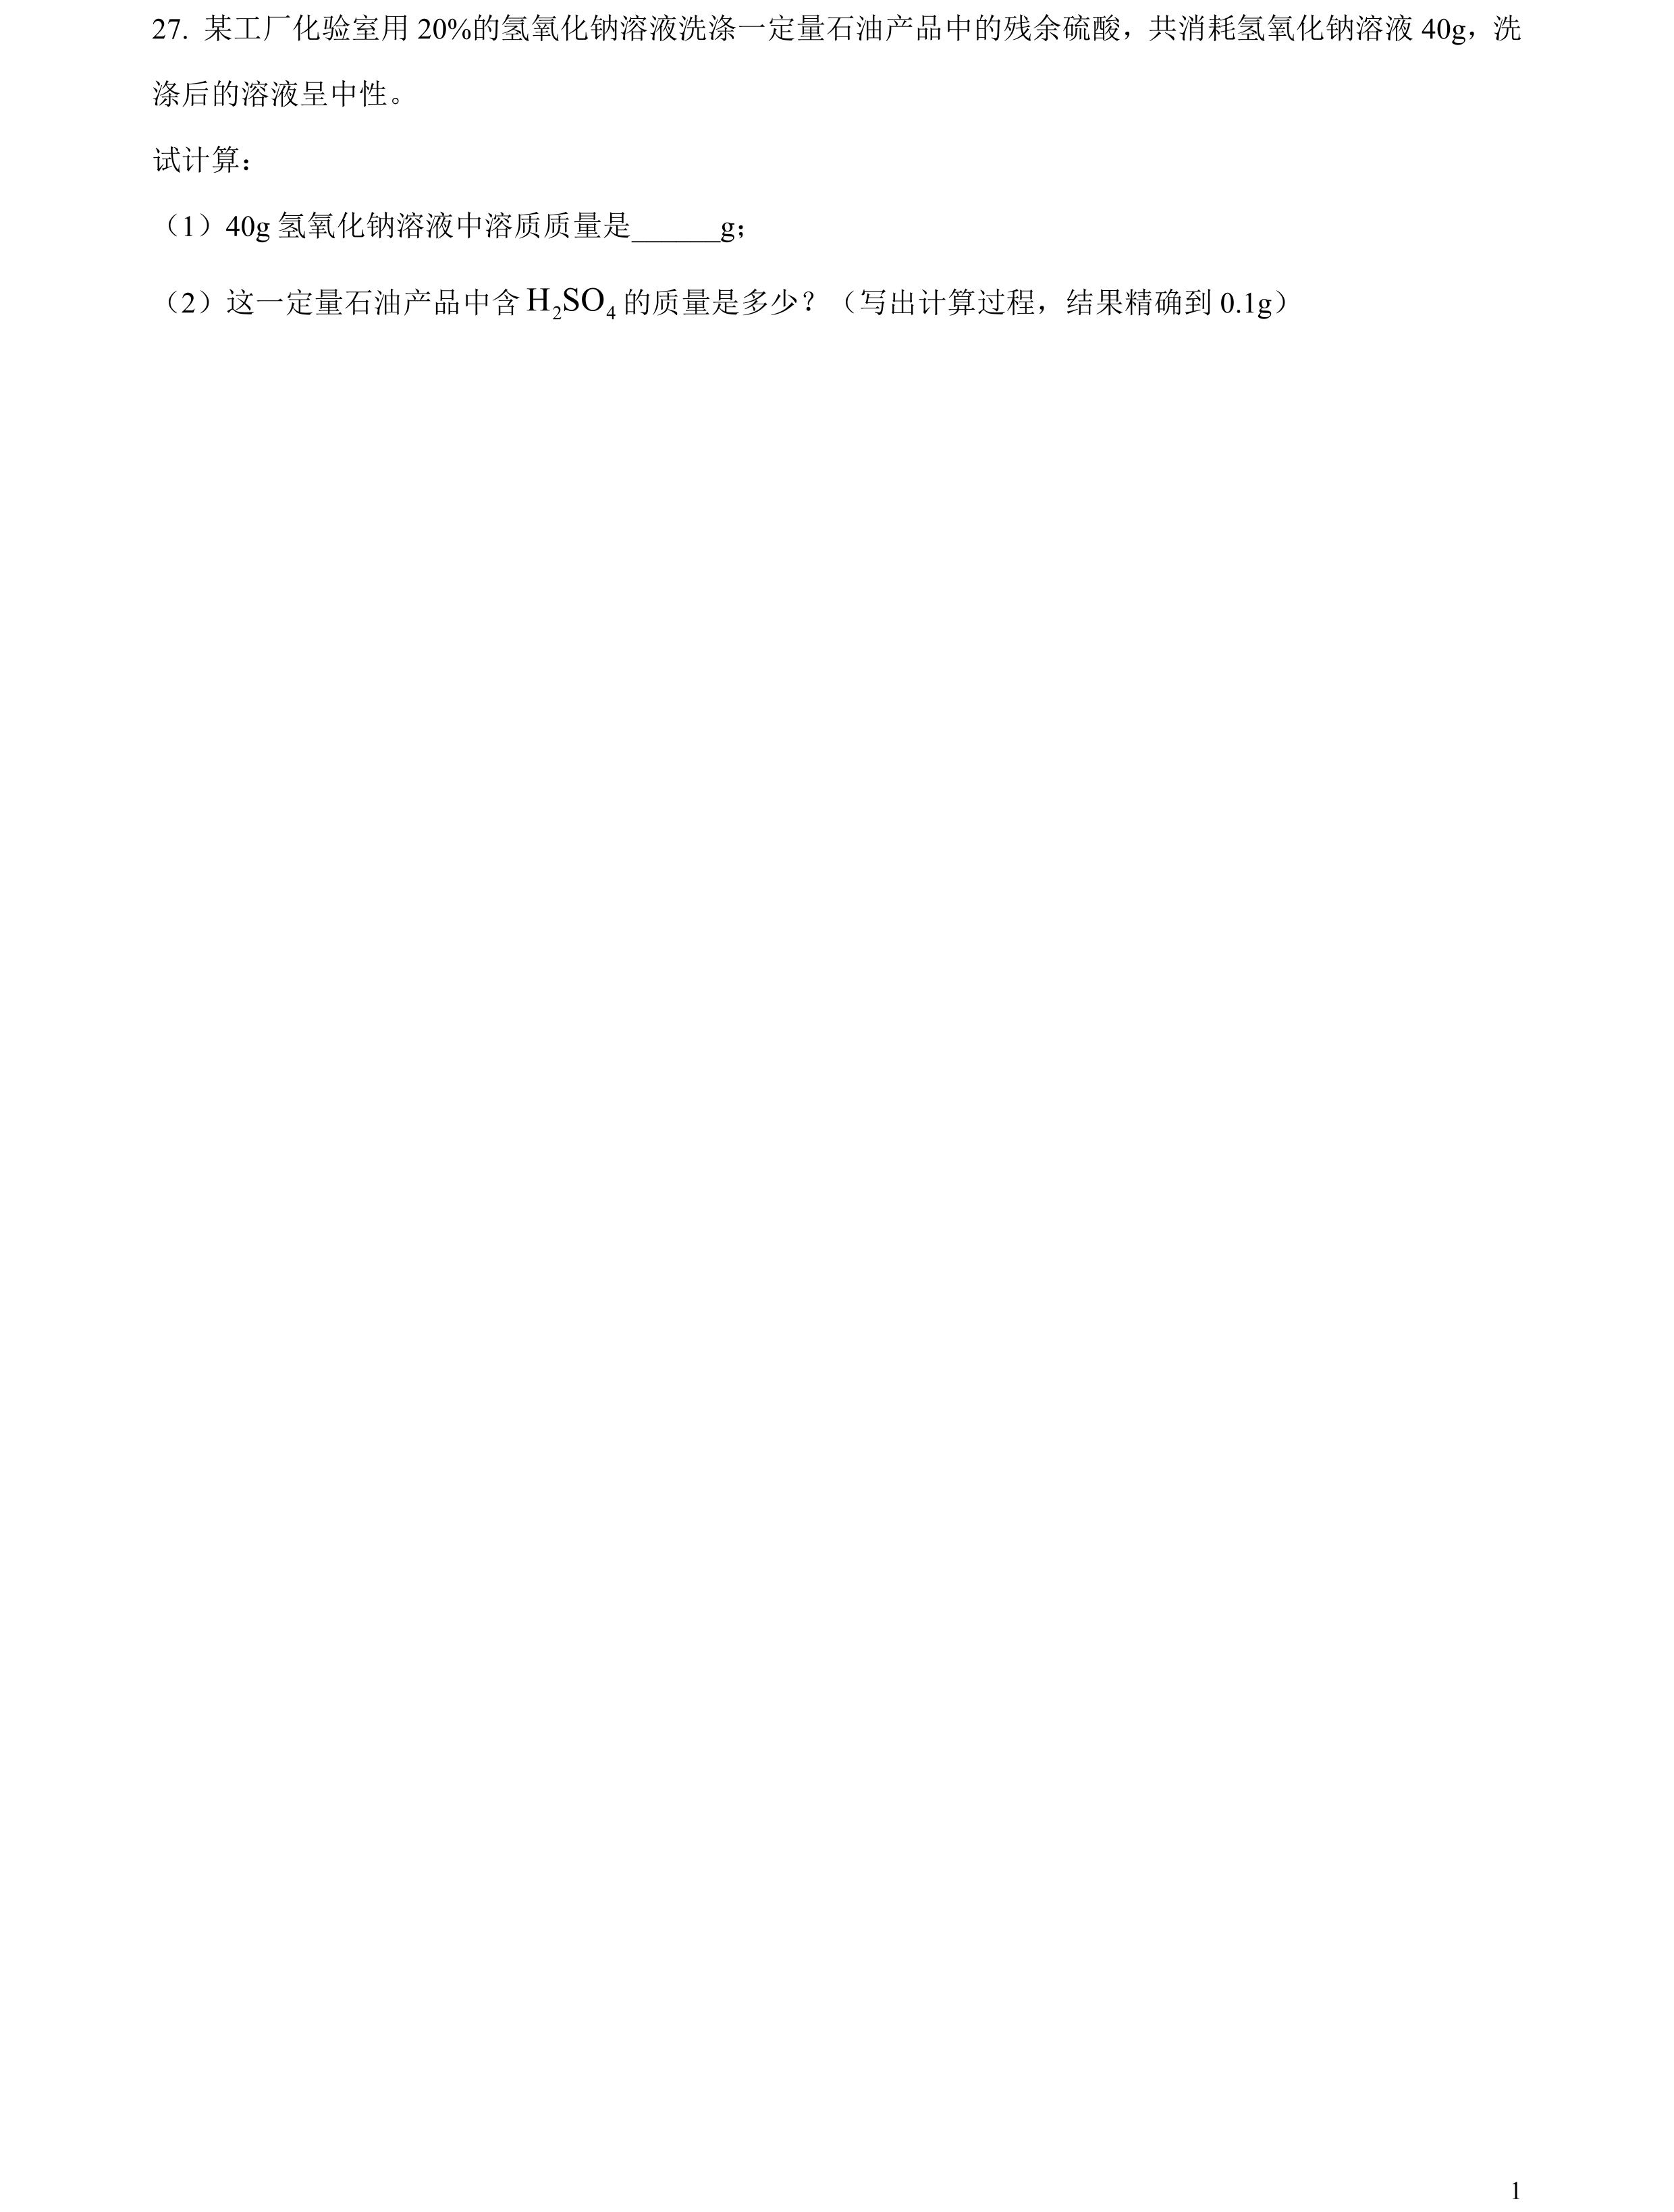 27. 某工厂化验室用 20%的氢氧化钠溶液洗涤一定量石油产品中的残余硫酸，共消耗氢氧化钠溶液 40g，洗
涤后的溶液呈中性。
试计算：
（1）40g 氢氧化钠溶液中溶质质量是______g；
（2）这一定量石油产品中含 H₂SO₄ 的质量是多少？（写出计算过程，结果精确到 0.1g）
1